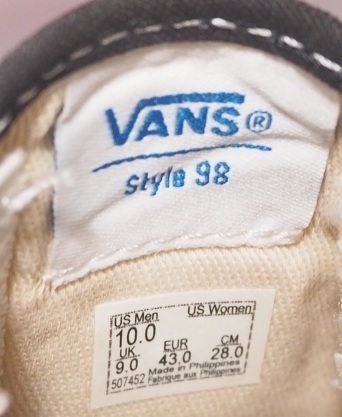 VANS®
Style 98
US Men US Women
10.0
UK EUR CM
9.0 43.0 28.0
Made in Philippines
507452 Fabrique aux Philippines